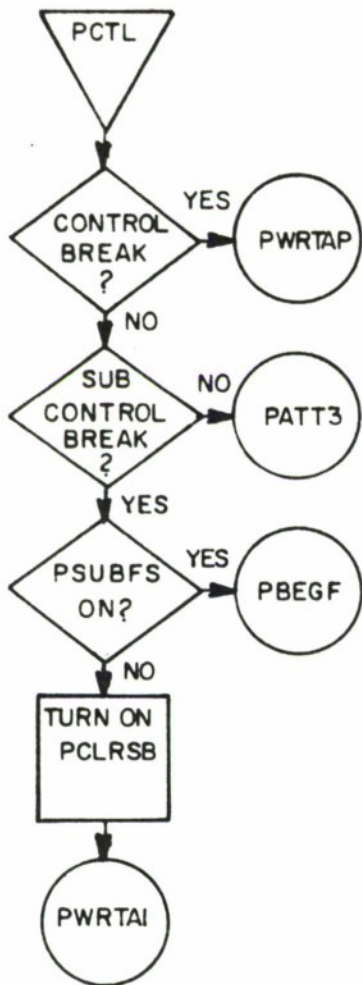 PCTL
CONTROL
BREAK
?
YES
PWRTAP
NO
SUB
CONTROL
BREAK
?
NO
PATT3
YES
PSUBFS
ON?
YES
PBEGF
NO
TURN ON
PCLRSB
PWRTAI